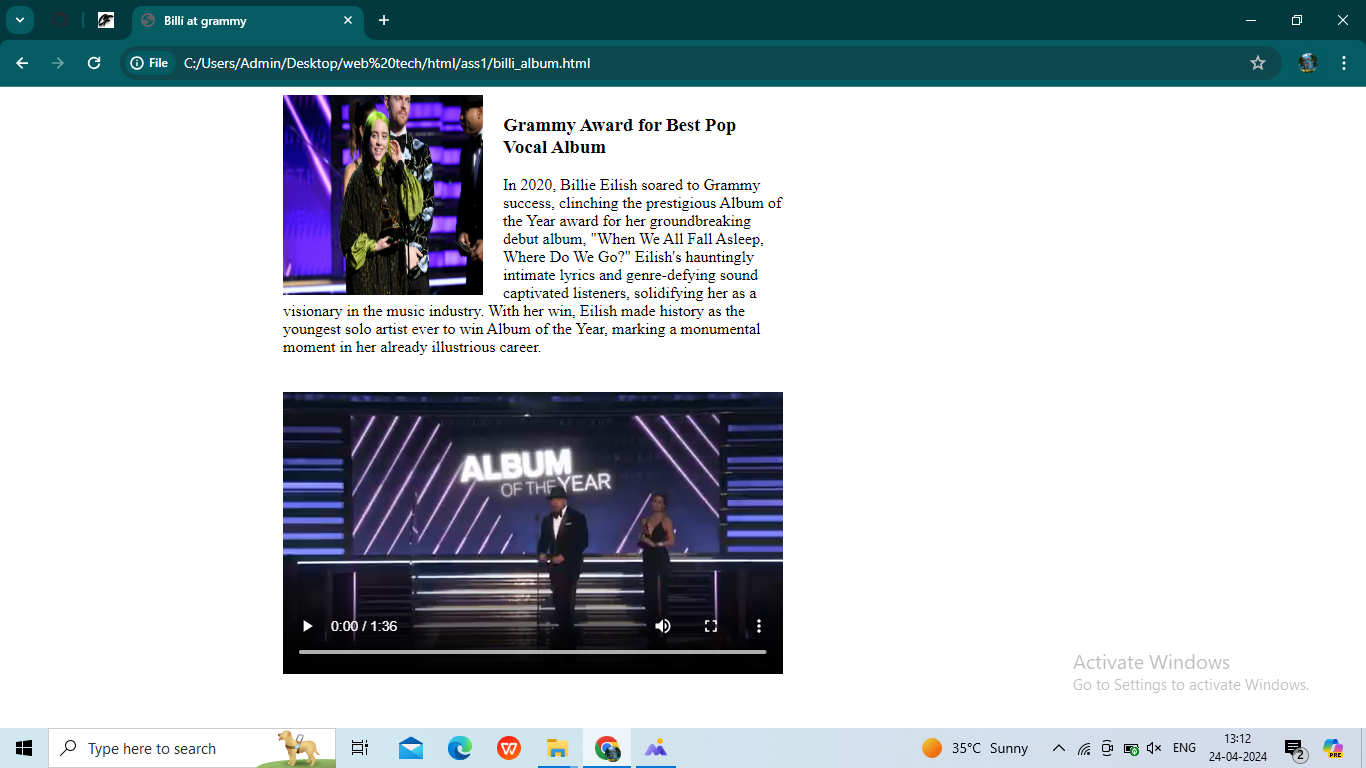 Billi at grammy
File
C:/Users/Admin/Desktop/web%20tech/html/ass1/billi_album.html
Grammy Award for Best Pop
Vocal Album
In 2020, Billie Eilish soared to Grammy
success, clinching the prestigious Album of
the Year award for her groundbreaking
debut album, "When We All Fall Asleep,
Where Do We Go?" Eilish's hauntingly
intimate lyrics and genre-defying sound
captivated listeners, solidifying her as a
visionary in the music industry. With her win, Eilish made history as the
youngest solo artist ever to win Album of the Year, marking a monumental
moment in her already illustrious career.
ALBUM
OF THE YEAR
0:00 / 1:36
Activate Windows
Go to Settings to activate Windows.
Type here to search
35°C Sunny
ENG
13:12
24-04-2024
2
PRE